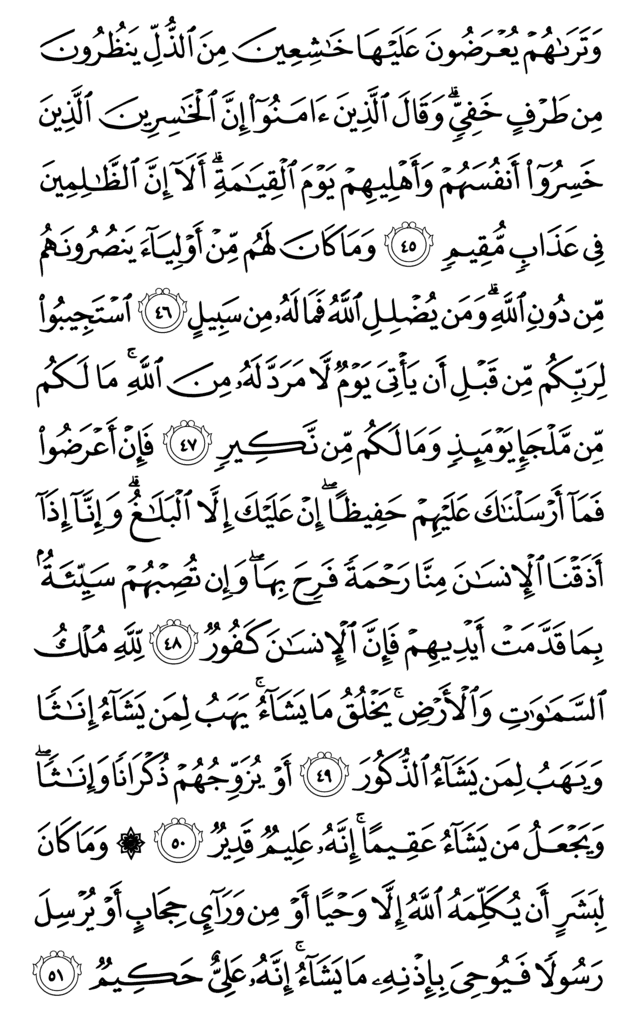 وَتَرَىٰهُمۡ يُعۡرَضُونَ عَلَيۡهَا خَٰشِعِينَ مِنَ ٱلذُّلِّ يَنظُرُونَ
مِن طَرۡفٍ خَفِيّٖۗ وَقَالَ ٱلَّذِينَ ءَامَنُوٓاْ إِنَّ ٱلۡخَٰسِرِينَ ٱلَّذِينَ
خَسِرُوٓاْ أَنفُسَهُمۡ وَأَهۡلِيهِمۡ يَوۡمَ ٱلۡقِيَٰمَةِۗ أَلَآ إِنَّ ٱلظَّٰلِمِينَ
فِي عَذَابٖ مُّقِيمٖ ٤٥ وَمَا كَانَ لَهُم مِّنۡ أَوۡلِيَآءَ يَنصُرُونَهُم
مِّن دُونِ ٱللَّهِۗ وَمَن يُضۡلِلِ ٱللَّهُ فَمَا لَهُۥ مِن سَبِيلٍ ٤٦ ٱسۡتَجِيبُواْ
لِرَبِّكُم مِّن قَبۡلِ أَن يَأۡتِيَ يَوۡمٞ لَّا مَرَدَّ لَهُۥ مِنَ ٱللَّهِۚ مَا لَكُم
مِّن مَّلۡجَإٖ يَوۡمَئِذٖ وَمَا لَكُم مِّن نَّكِيرٖ ٤٧ فَإِنۡ أَعۡرَضُواْ
فَمَآ أَرۡسَلۡنَٰكَ عَلَيۡهِمۡ حَفِيظًاۖ إِنۡ عَلَيۡكَ إِلَّا ٱلۡبَلَٰغُۗ وَإِنَّآ إِذَآ
أَذَقۡنَا ٱلۡإِنسَٰنَ مِنَّا رَحۡمَةٗ فَرِحَ بِهَاۖ وَإِن تُصِبۡهُمۡ سَيِّئَةُۢ
بِمَا قَدَّمَتۡ أَيۡدِيهِمۡ فَإِنَّ ٱلۡإِنسَٰنَ كَفُورٞ ٤٨ لِّلَّهِ مُلۡكُ
ٱلسَّمَٰوَٰتِ وَٱلۡأَرۡضِۚ يَخۡلُقُ مَا يَشَآءُۚ يَهَبُ لِمَن يَشَآءُ إِنَٰثٗا
وَيَهَبُ لِمَن يَشَآءُ ٱلذُّكُورَ ٤٩ أَوۡ يُزَوِّجُهُمۡ ذُكۡرَانٗا وَإِنَٰثٗاۖ
وَيَجۡعَلُ مَن يَشَآءُ عَقِيمًاۚ إِنَّهُۥ عَلِيمٞ قَدِيرٞ ٥٠ ۞ وَمَا كَانَ
لِبَشَرٍ أَن يُكَلِّمَهُ ٱللَّهُ إِلَّا وَحۡيًا أَوۡ مِن وَرَآيِٕ حِجَابٍ أَوۡ يُرۡسِلَ
رَسُولٗا فَيُوحِيَ بِإِذۡنِهِۦ مَا يَشَآءُۚ إِنَّهُۥ عَلِيٌّ حَكِيمٞ ٥١